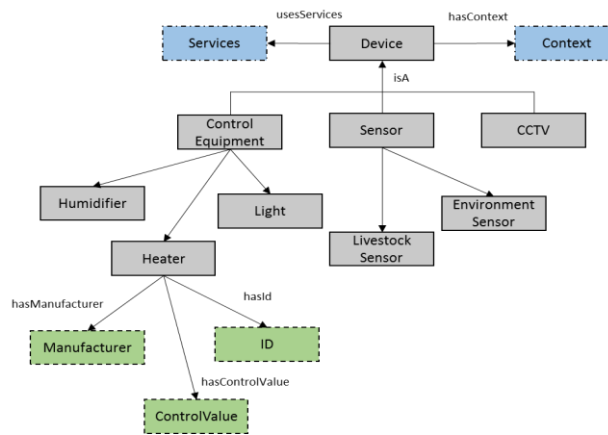 usesServices
hasContext
Services
Device
Context
isA
Control
Equipment
Sensor
CCTV
Humidifier
Light
Environment
Sensor
Livestock
Sensor
Heater
hasManufacturer
hasId
Manufacturer
ID
hasControlValue
ControlValue